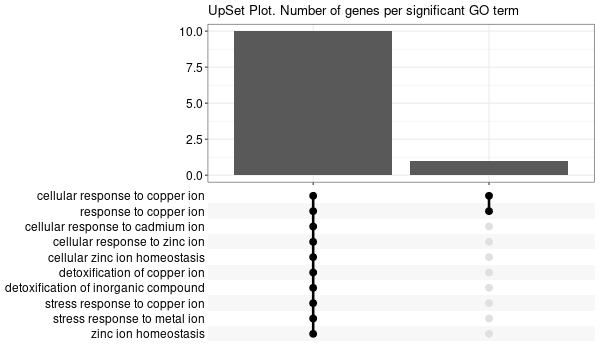 UpSet Plot. Number of genes per significant GO term
10.0
7.5
5.0
2.5
0.0
cellular response to copper ion
response to copper ion
cellular response to cadmium ion
cellular response to zinc ion
cellular zinc ion homeostasis
detoxification of copper ion
detoxification of inorganic compound
stress response to copper ion
stress response to metal ion
zinc ion homeostasis